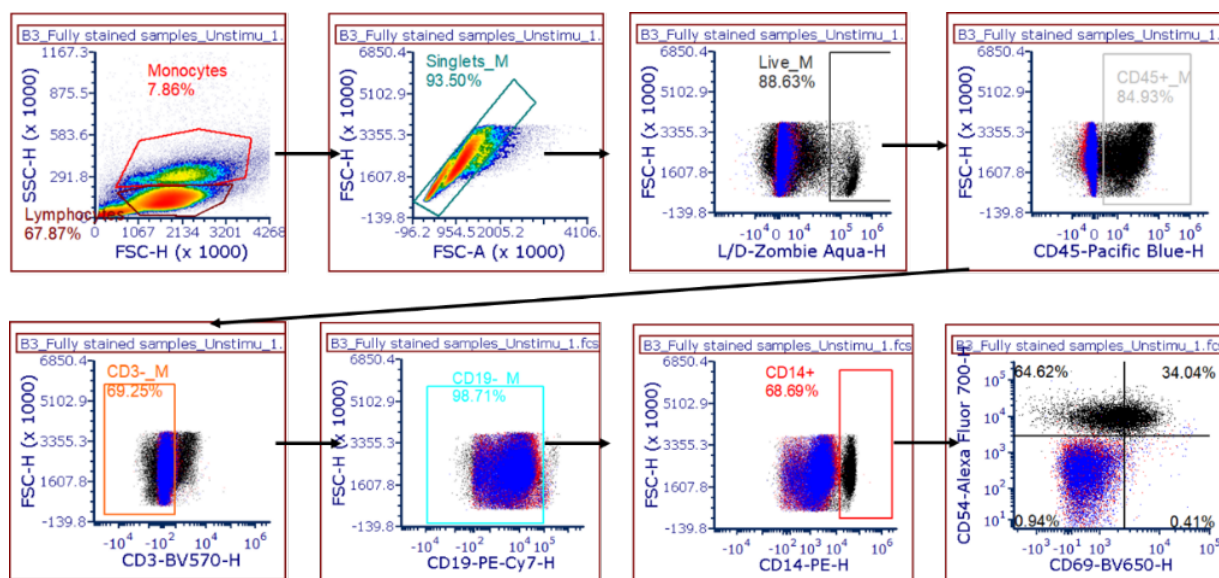 B3_Fully stained samples_Unstimu_1.
1167.3
875.5
583.6
291.8
0
SSC-H (x 1000)
Monocytes
7.86%
Lymphocytes
67.87%
0 1067 2134 3201 4268
FSC-H (x 1000)
B3_Fully stained samples_Unstimu_1.
6850.4
5102.9
3355.3
1607.8
-139.8
FSC-H (x 1000)
Singlets_M
93.50%
-96.2 954.5 2005.2 4106.
FSC-A (x 1000)
B3_Fully stained samples_Unstimu_1.
6850.4
5102.9
3355.3
1607.8
-139.8
FSC-H (x 1000)
Live_M
88.63%
-10^4 0 10^4 10^5 10^6
L/D-Zombie Aqua-H
B3_Fully stained samples_Unstimu_1.
6850.4
5102.9
3355.3
1607.8
-139.8
FSC-H (x 1000)
CD45+_M
84.93%
-10^4 0 10^4 10^5 10^6
CD45-Pacific Blue-H
B3_Fully stained samples_Unstimu_1.
6850.4
5102.9
3355.3
1607.8
-139.8
FSC-H (x 1000)
CD3-_M
69.25%
-10^4 10^4 10^6
CD3-BV570-H
B3_Fully stained samples_Unstimu_1.fcs
6850.4
5102.9
3355.3
1607.8
-139.8
FSC-H (x 1000)
CD19-_M
98.71%
-10^4 10^4 10^5
CD19-PE-Cy7-H
B3_Fully stained samples_Unstimu_1.fcs
6850.4
5102.9
3355.3
1607.8
-139.8
FSC-H (x 1000)
CD14+
68.69%
-10^4 10^4 10^6
CD14-PE-H
B3_Fully stained samples_Unstimu_1.fcs
64.62% 34.04%
10^5
10^4
10^3
10^2
10^1
CD54-Alexa Fluor 700-H
0.94% 0.41%
-10^3 10^3 10^4 10^5
CD69-BV650-H